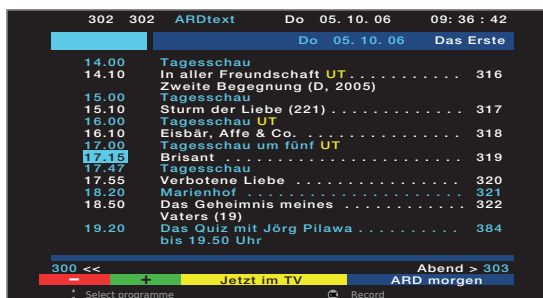 302 302 ARDtext Do 05. 10. 06 09: 36 : 42
Do 05. 10. 06 Das Erste
14.00 Tagesschau
14.10 In aller Freundschaft UT . . . . . . . . . . . 316
Zweite Begegnung (D, 2005)
15.00 Tagesschau
15.10 Sturm der Liebe (221) . . . . . . . . . . . . 317
16.00 Tagesschau UT
16.10 Eisbär, Affe & Co. . . . . . . . . . . . . . . 318
17.00 Tagesschau um fünf UT
17.15 Brisant . . . . . . . . . . . . . . . . . . . 319
17.47 Tagesschau
17.55 Verbotene Liebe . . . . . . . . . . . . . . 320
18.20 Marienhof . . . . . . . . . . . . . . . . . 321
18.50 Das Geheimnis meines . . . . . . . . . . 322
Vaters (19)
19.20 Das Quiz mit Jörg Pilawa . . . . . . . . . 384
bis 19.50 Uhr
300 << Abend > 303
− + Jetzt im TV ARD morgen
Select programme Record